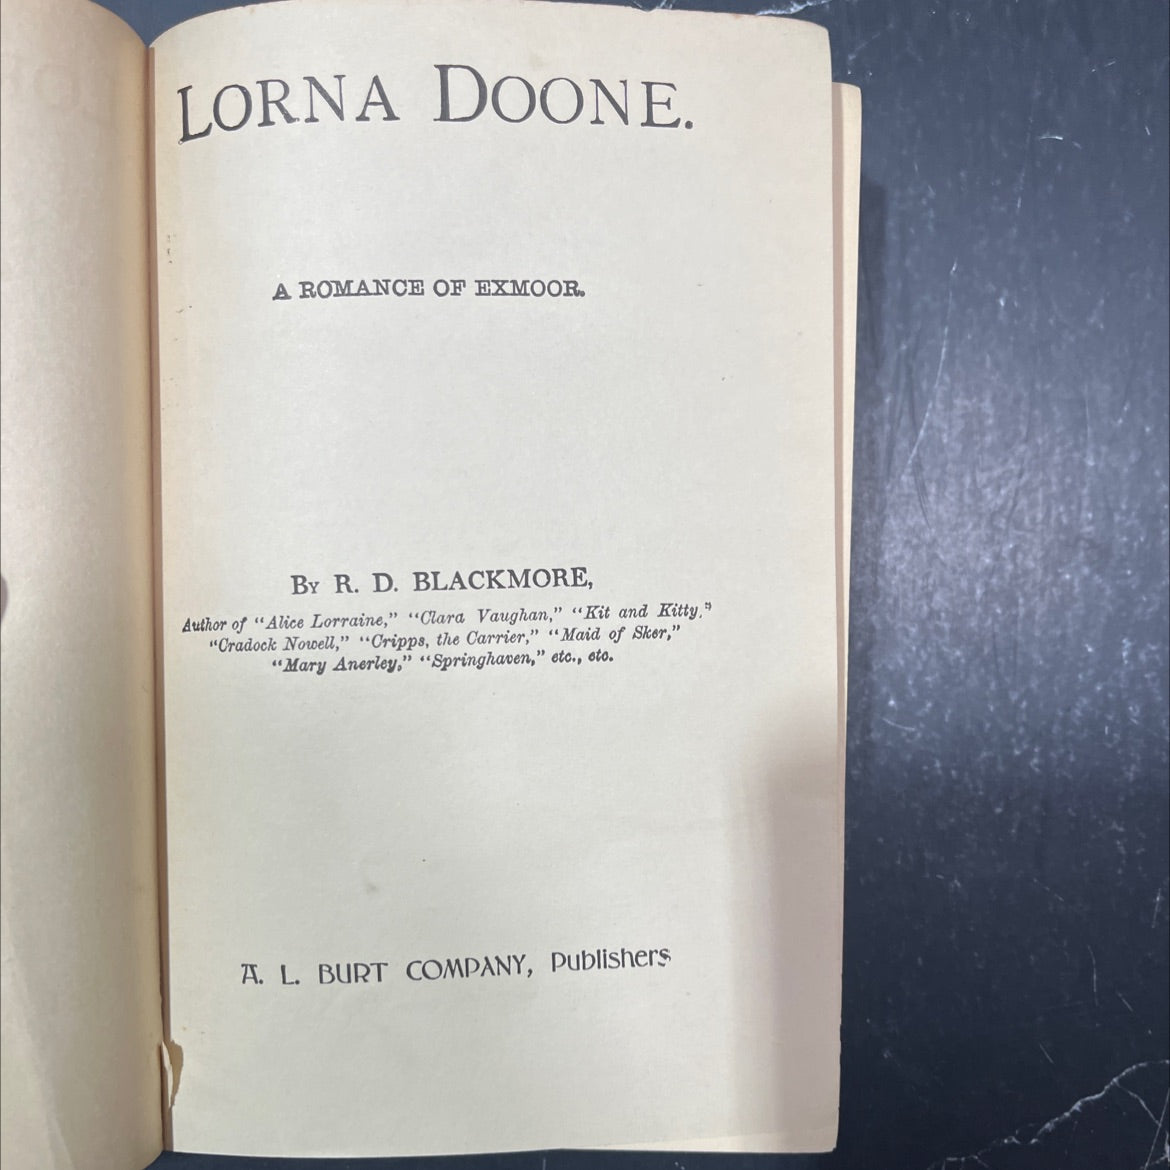 LORNA DOONE.
A ROMANCE OF EXMOOR.
By R. D. BLACKMORE,
Author of “Alice Lorraine,” “Clara Vaughan,” “Kit and Kitty,”
“Cradock Nowell,” “Cripps, the Carrier,” “Maid of Sker,”
“Mary Anerley,” “Springhaven,” etc., etc.
A. L. BURT COMPANY, Publishers